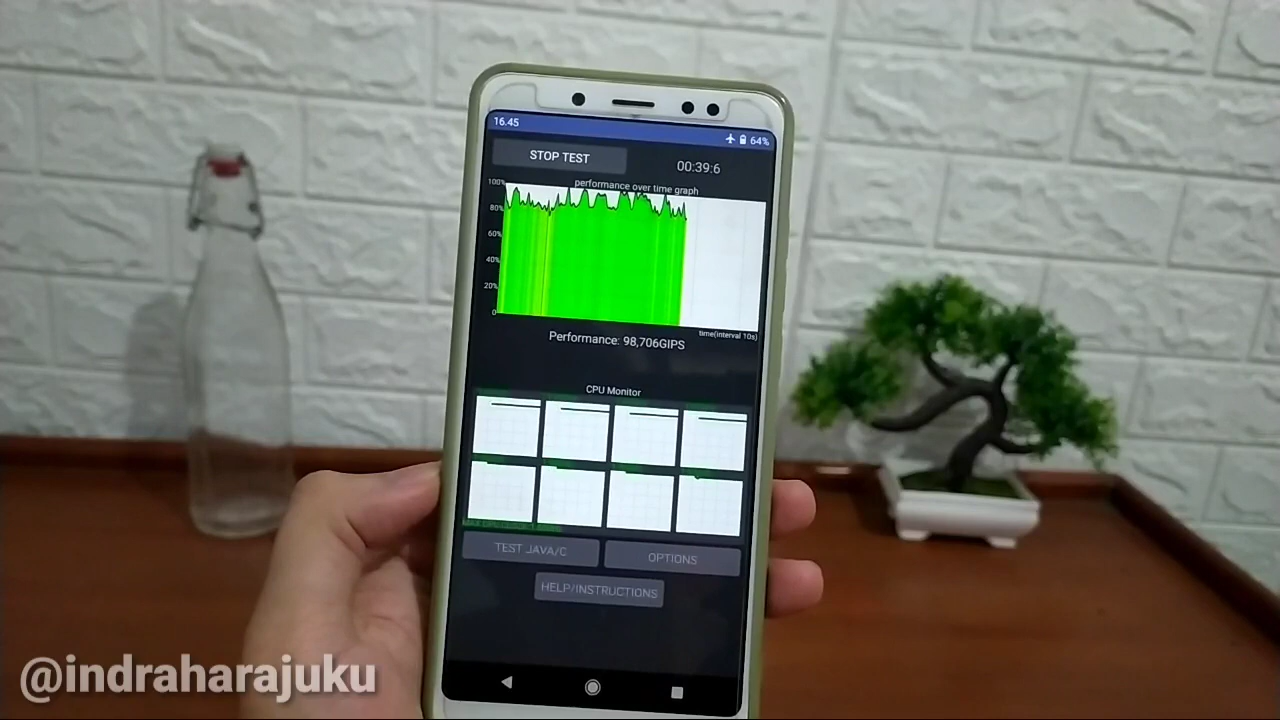 16.45
64%
STOP TEST
00:39:6
performance over time graph
100%
80%
60%
40%
20%
0
time(interval 10s)
Performance: 98,706GIPS
CPU Monitor
TEST JAVA/C
OPTIONS
HELP/INSTRUCTIONS
@indraharajuku